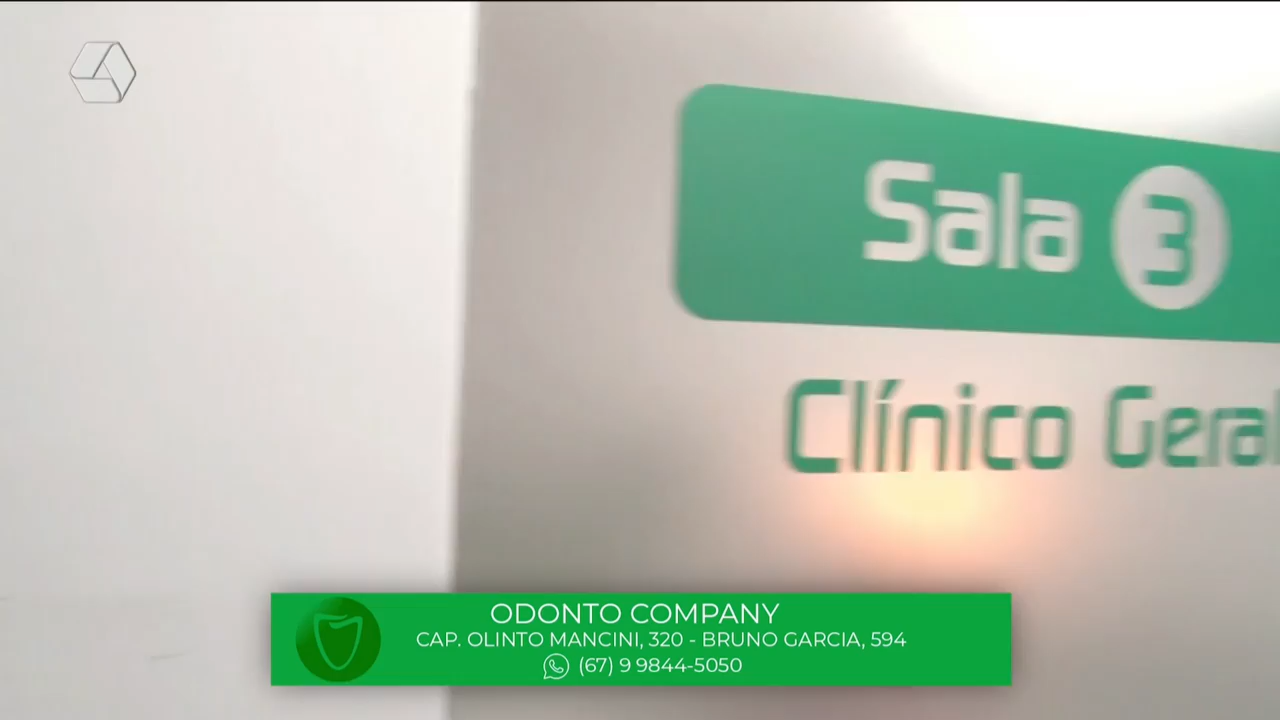 Sala 3
Clínico Geral
ODONTO COMPANY
CAP. OLINTO MANCINI, 320 - BRUNO GARCIA, 594
(67) 9 9844-5050